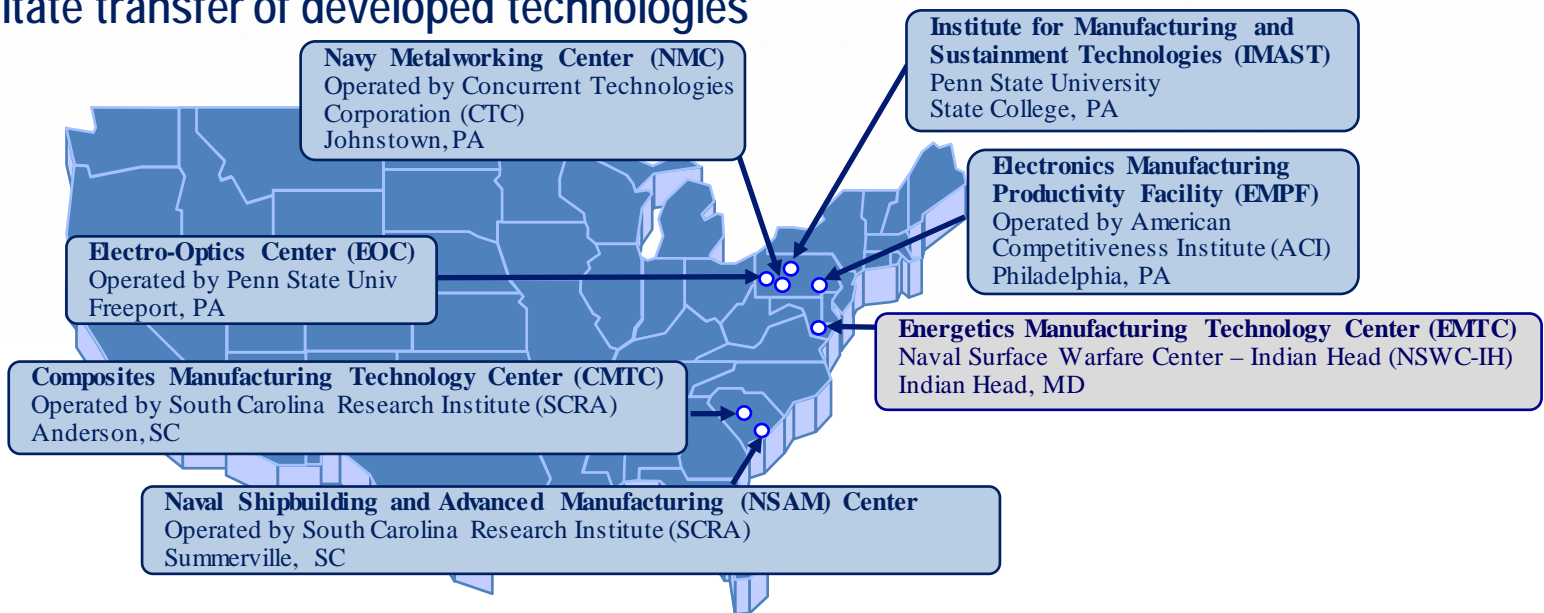 itate transfer of developed technologies
Navy Metalworking Center (NMC)
Operated by Concurrent Technologies
Corporation (CTC)
Johnstown, PA
Institute for Manufacturing and
Sustainment Technologies (IMAST)
Penn State University
State College, PA
Electronics Manufacturing
Productivity Facility (EMPF)
Operated by American
Competitiveness Institute (ACI)
Philadelphia, PA
Electro-Optics Center (EOC)
Operated by Penn State Univ
Freeport, PA
Energetics Manufacturing Technology Center (EMTC)
Naval Surface Warfare Center – Indian Head (NSWC-IH)
Indian Head, MD
Composites Manufacturing Technology Center (CMTC)
Operated by South Carolina Research Institute (SCRA)
Anderson, SC
Naval Shipbuilding and Advanced Manufacturing (NSAM) Center
Operated by South Carolina Research Institute (SCRA)
Summerville, SC